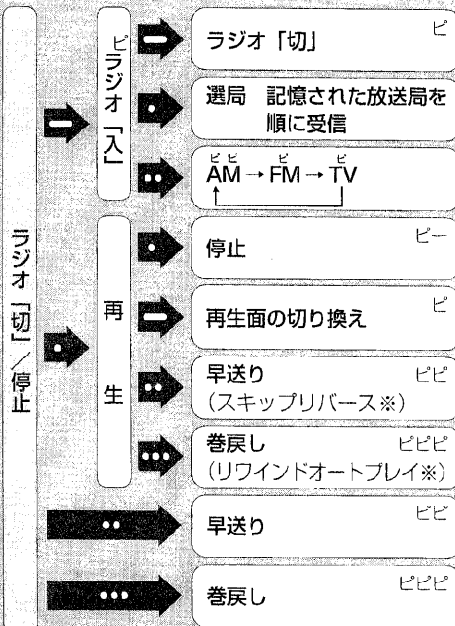 ラジオ「切」/停止
ピ
ラジオ「入」
ラジオ「切」 ピ
選局 記憶された放送局を
順に受信
ピピ ピ ピ
AM→FM→TV
再生
停止 ピー
再生面の切り換え ピ
早送り ピピ
(スキップリバース※)
巻戻し ピピピ
(リワインドオートプレイ※)
早送り ピピ
巻戻し ピピピ